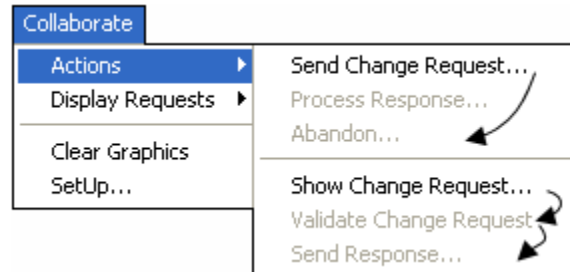 Collaborate
Actions
Display Requests
Clear Graphics
SetUp...
Send Change Request...
Process Response...
Abandon...
Show Change Request...
Validate Change Request
Send Response...